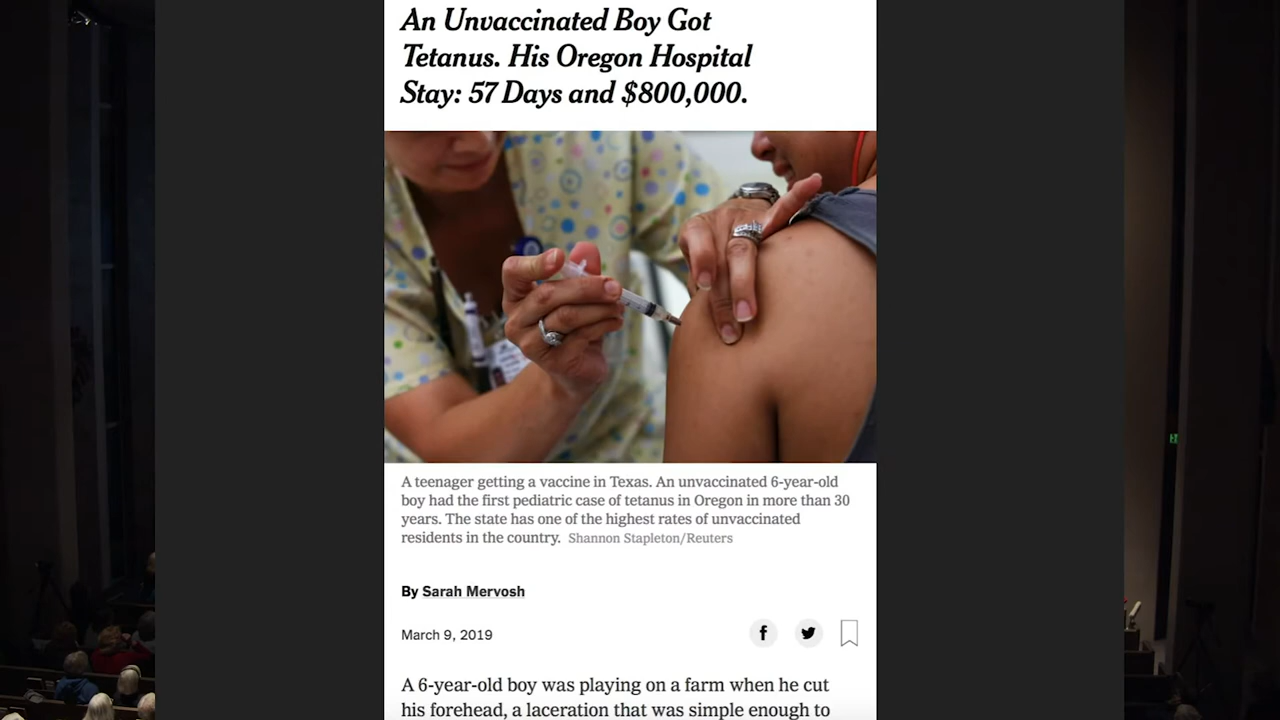 An Unvaccinated Boy Got
Tetanus. His Oregon Hospital
Stay: 57 Days and $800,000.
A teenager getting a vaccine in Texas. An unvaccinated 6-year-old
boy had the first pediatric case of tetanus in Oregon in more than 30
years. The state has one of the highest rates of unvaccinated
residents in the country. Shannon Stapleton/Reuters
By Sarah Mervosh
March 9, 2019
A 6-year-old boy was playing on a farm when he cut
his forehead, a laceration that was simple enough to